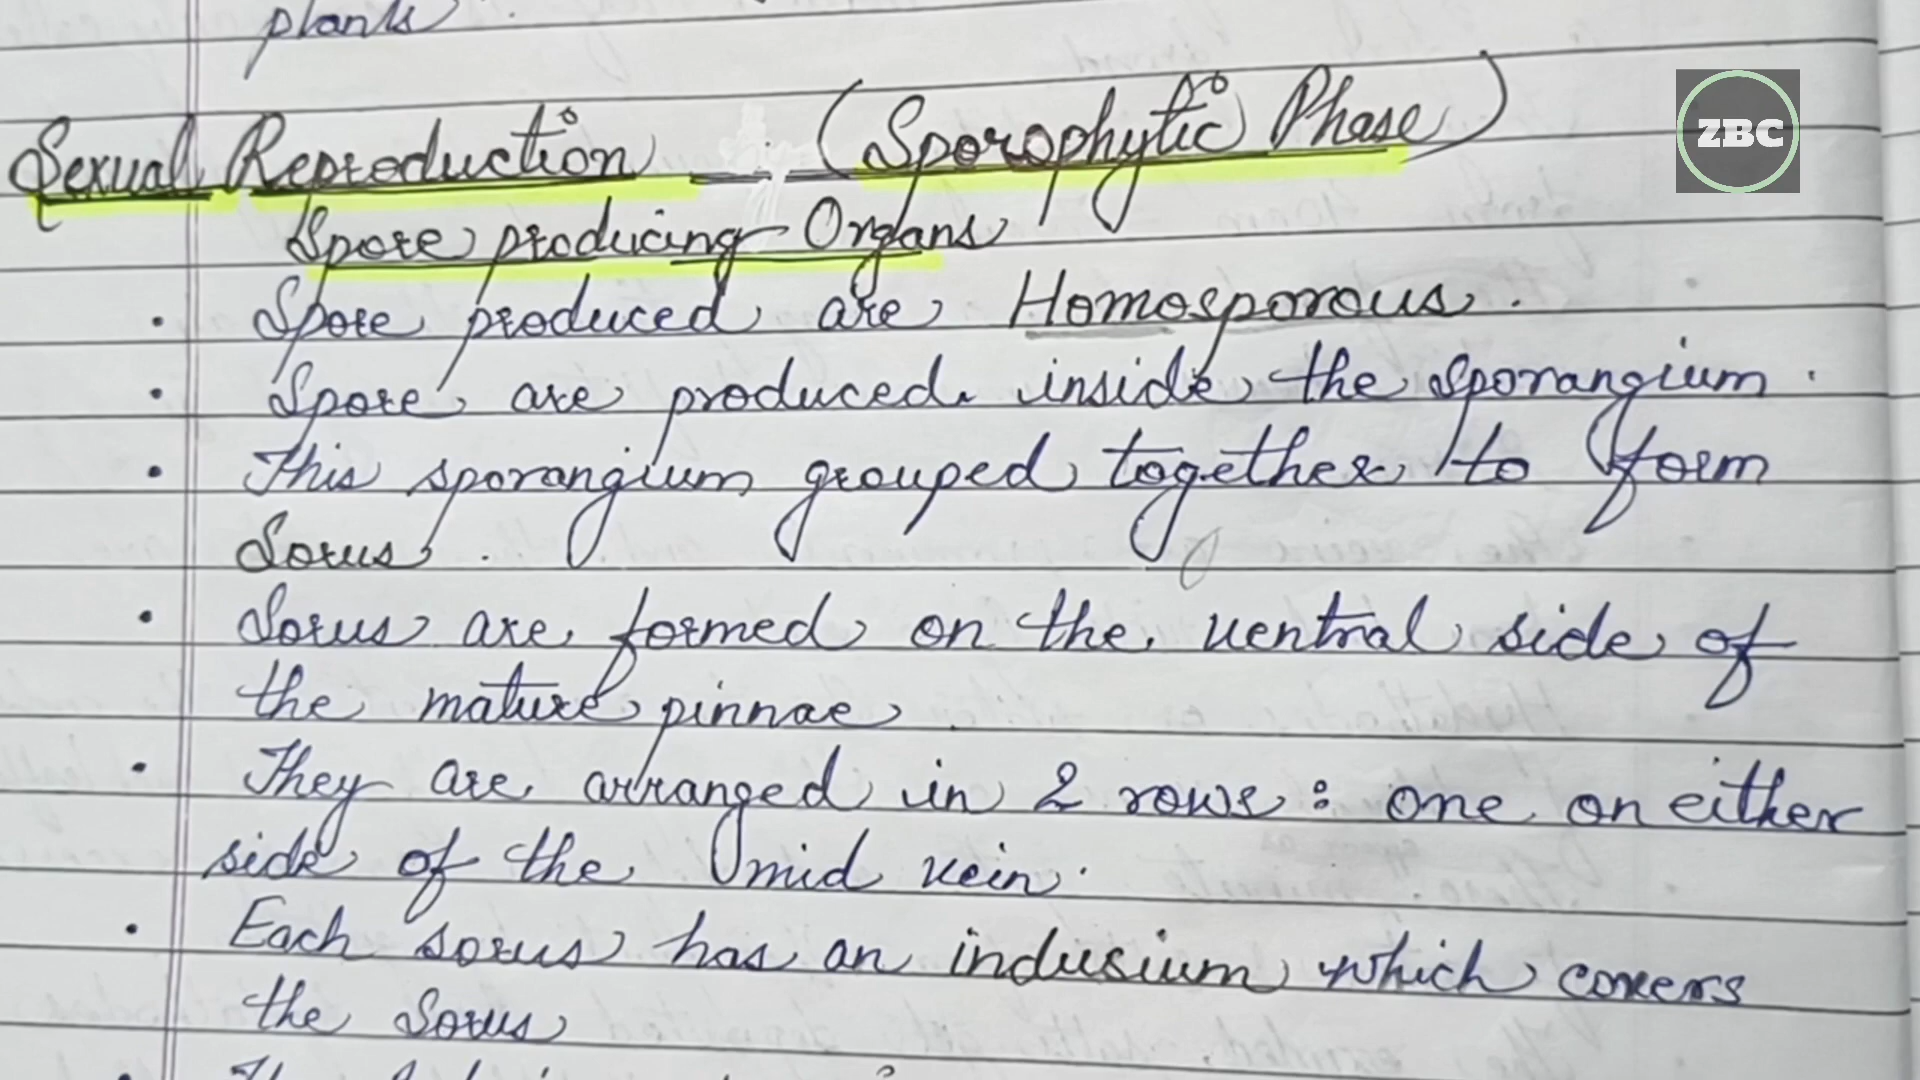 plants.
Sexual Reproduction (Sporophytic Phase)
Spore producing Organs
• Spore produced are Homosporous.
• Spore are produced inside the sporangium.
• This sporangium grouped together to form
Sorus.
• Sorus are formed on the ventral side of
the mature pinnae
• They are arranged in 2 rows : one on either
side of the mid vein.
• Each sorus has an indusium which covers
the Sorus
ZBC